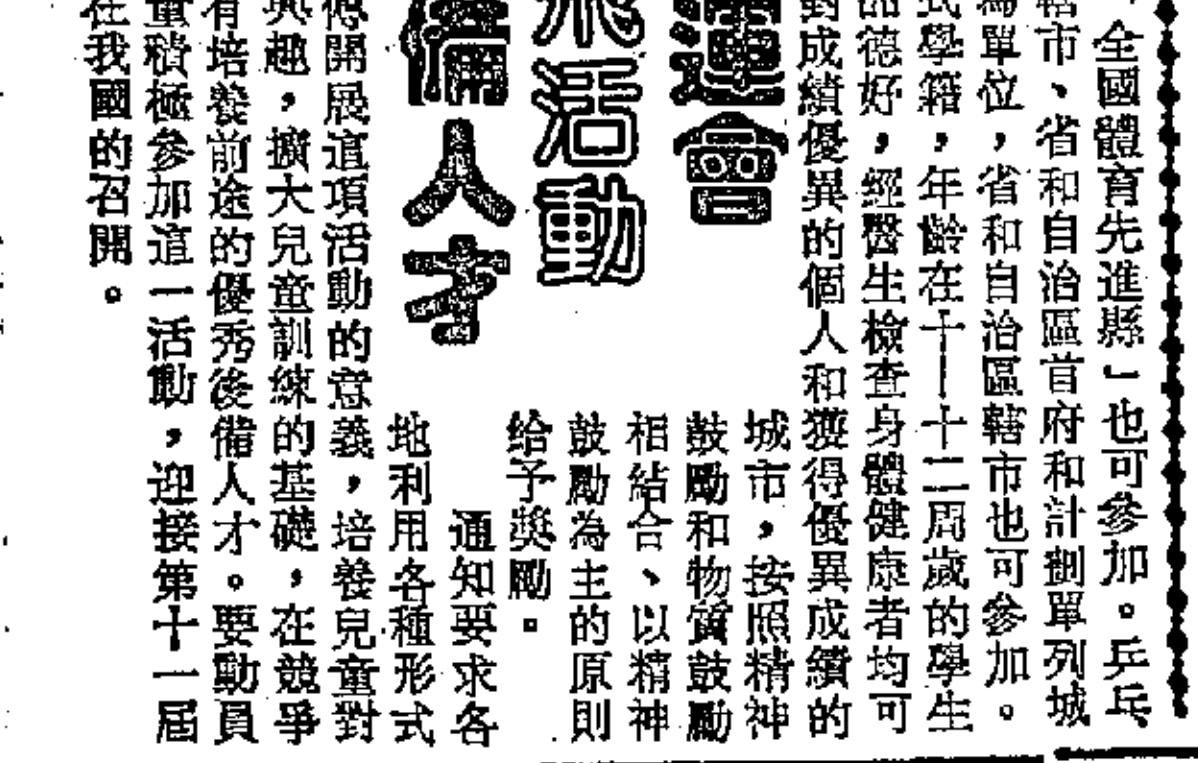 全國體育先進縣」也可參加。乒乓
轄市、省和自治區首府和計劃單列城
為單位，省和自治區轄市也可參加。
式學籍，年齡在十—十二周歲的學生
品德好，經醫生檢查身體健康者均可
對成績優異的個人和獲得優異成績的
城市，按照精神
鼓勵和物質鼓勵
相結合、以精神
鼓勵為主的原則
給予獎勵。
運會
活動
備人才
通知要求各
地利用各種形式
開展這項活動的意義，培養兒童對
興趣，擴大兒童訓練的基礎，在競爭
有培養前途的優秀後備人才。要動員
量積極參加這一活動，迎接第十一屆
在我國的召開。